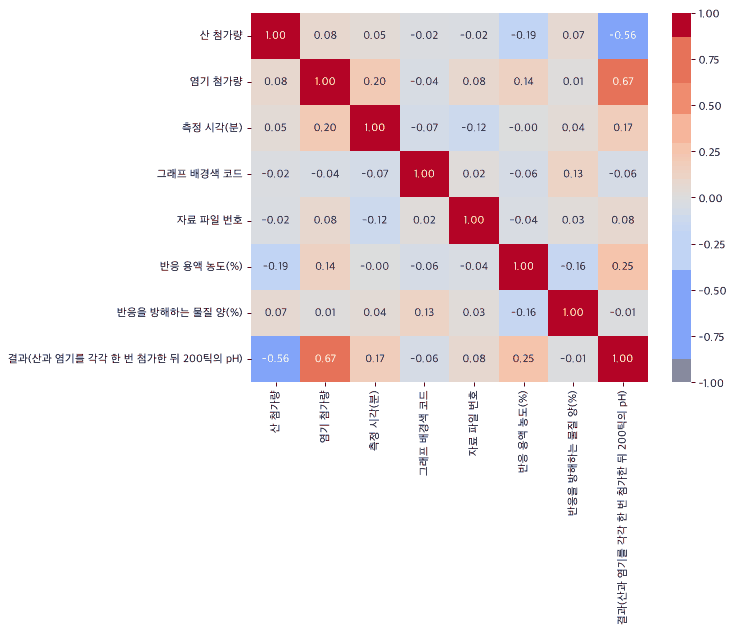 산 첨가량 1.00 0.08 0.05 -0.02 -0.02 -0.19 0.07 -0.56
염기 첨가량 0.08 1.00 0.20 -0.04 0.08 0.14 0.01 0.67
측정 시각(분) 0.05 0.20 1.00 -0.07 -0.12 -0.00 0.04 0.17
그래프 배경색 코드 -0.02 -0.04 -0.07 1.00 0.02 -0.06 0.13 -0.06
자료 파일 번호 -0.02 0.08 -0.12 0.02 1.00 -0.04 0.03 0.08
반응 용액 농도(%) -0.19 0.14 -0.00 -0.06 -0.04 1.00 -0.16 0.25
반응을 방해하는 물질 양(%) 0.07 0.01 0.04 0.13 0.03 -0.16 1.00 -0.01
결과(산과 염기를 각각 한 번 첨가한 뒤 200틱의 pH) -0.56 0.67 0.17 -0.06 0.08 0.25 -0.01 1.00
산 첨가량
염기 첨가량
측정 시각(분)
그래프 배경색 코드
자료 파일 번호
반응 용액 농도(%)
반응을 방해하는 물질 양(%)
결과(산과 염기를 각각 한 번 첨가한 뒤 200틱의 pH)
1.00
0.75
0.50
0.25
0.00
-0.25
-0.50
-0.75
-1.00